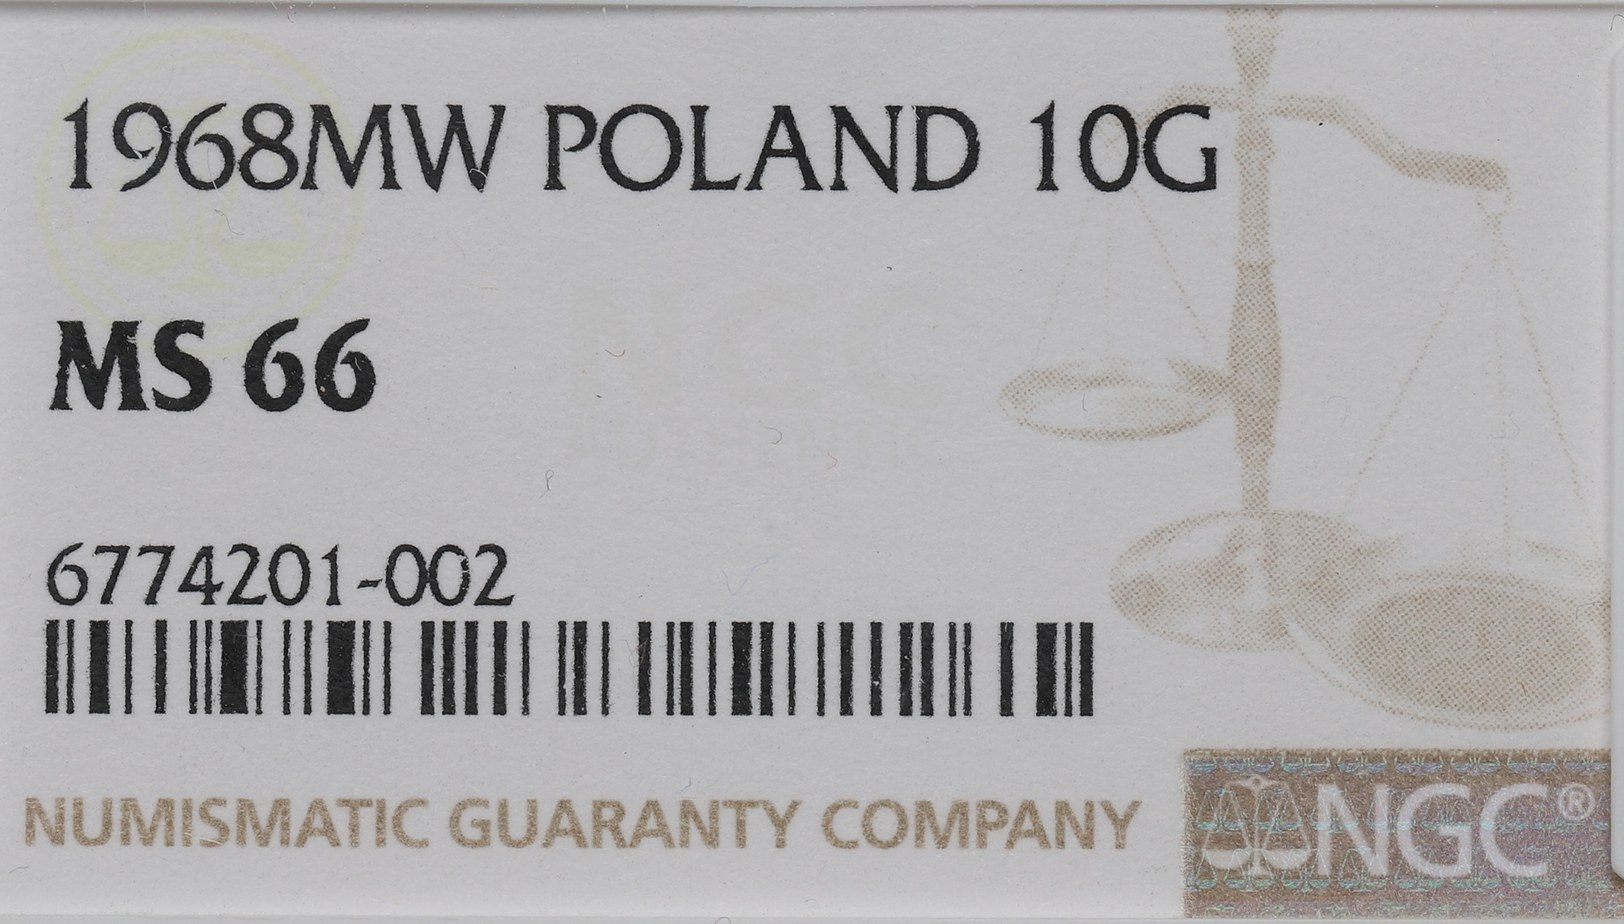 1968MW POLAND 10G
MS 66
6774201-002
NUMISMATIC GUARANTY COMPANY
NGC®